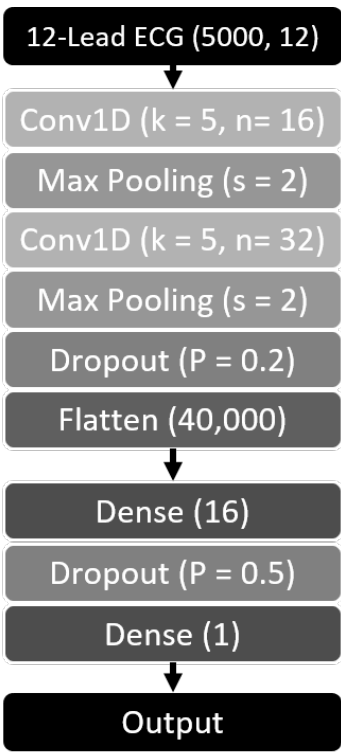 12-Lead ECG (5000, 12)
Conv1D (k = 5, n= 16)
Max Pooling (s = 2)
Conv1D (k = 5, n= 32)
Max Pooling (s = 2)
Dropout (P = 0.2)
Flatten (40,000)
Dense (16)
Dropout (P = 0.5)
Dense (1)
Output